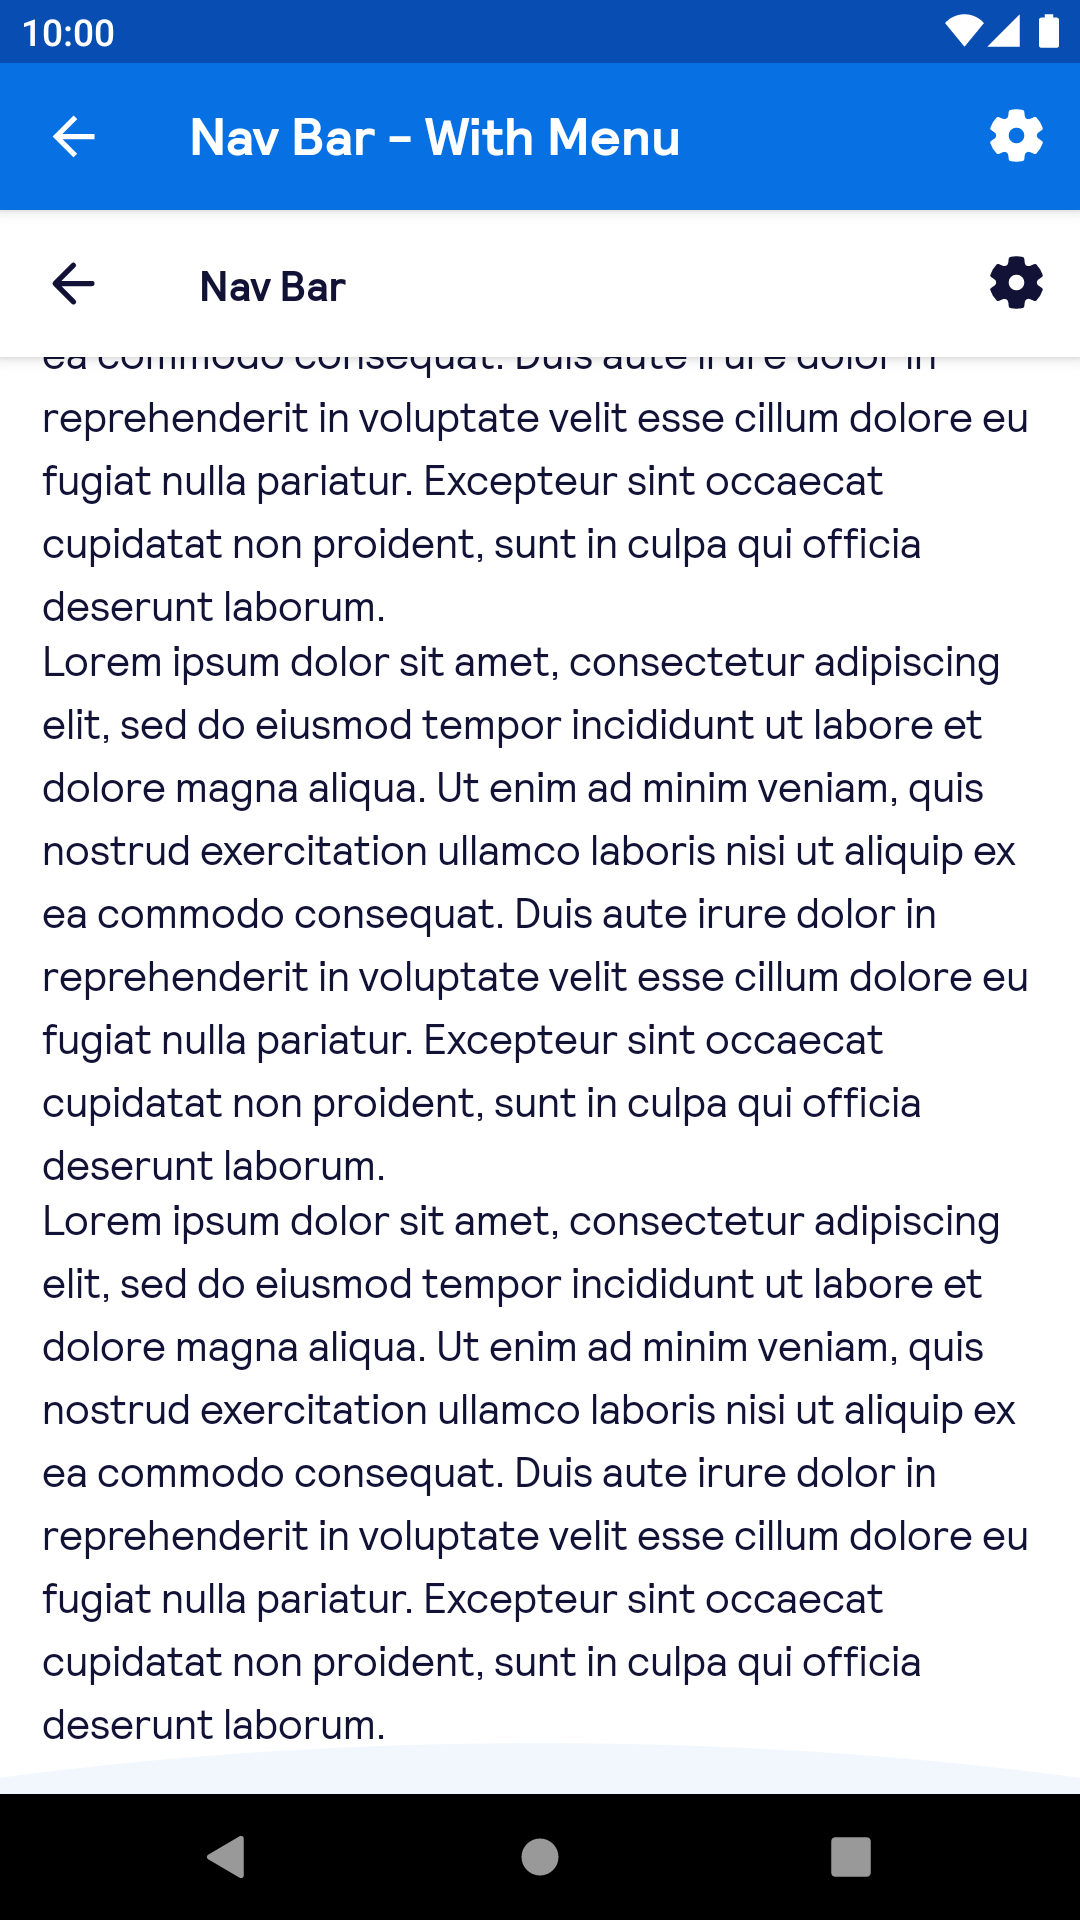 10:00
Nav Bar - With Menu
Nav Bar
ea commodo consequat. Duis aute irure dolor in
reprehenderit in voluptate velit esse cillum dolore eu
fugiat nulla pariatur. Excepteur sint occaecat
cupidatat non proident, sunt in culpa qui officia
deserunt laborum.
Lorem ipsum dolor sit amet, consectetur adipiscing
elit, sed do eiusmod tempor incididunt ut labore et
dolore magna aliqua. Ut enim ad minim veniam, quis
nostrud exercitation ullamco laboris nisi ut aliquip ex
ea commodo consequat. Duis aute irure dolor in
reprehenderit in voluptate velit esse cillum dolore eu
fugiat nulla pariatur. Excepteur sint occaecat
cupidatat non proident, sunt in culpa qui officia
deserunt laborum.
Lorem ipsum dolor sit amet, consectetur adipiscing
elit, sed do eiusmod tempor incididunt ut labore et
dolore magna aliqua. Ut enim ad minim veniam, quis
nostrud exercitation ullamco laboris nisi ut aliquip ex
ea commodo consequat. Duis aute irure dolor in
reprehenderit in voluptate velit esse cillum dolore eu
fugiat nulla pariatur. Excepteur sint occaecat
cupidatat non proident, sunt in culpa qui officia
deserunt laborum.